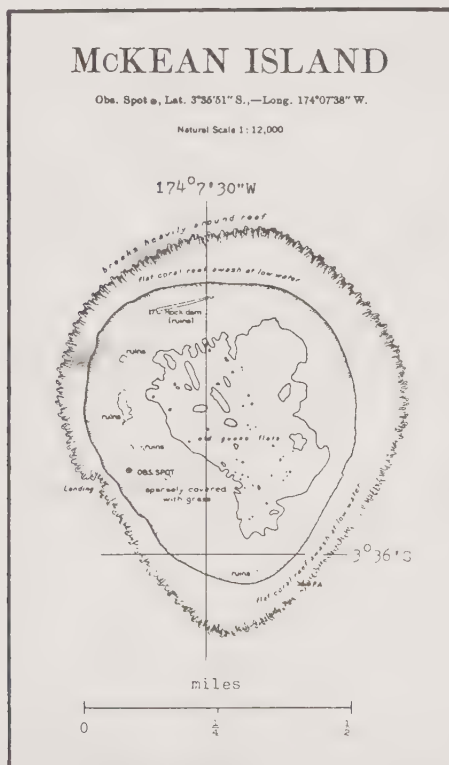 McKEAN ISLAND
Obs. Spot ⊕, Lat. 3°35'51" S.,—Long. 174°07'38" W.
Natural Scale 1:12,000
174°7'30"W
breaks heavily around reef
flat coral reef awash at low water
Rock dam
(ruins)
ruins
ruins
old guano flats
ruins
OBS. SPOT
Landing
sparsely covered
with grass
3°36'S
ruins
flat coral reef awash at low water
miles
0 1/4 1/2